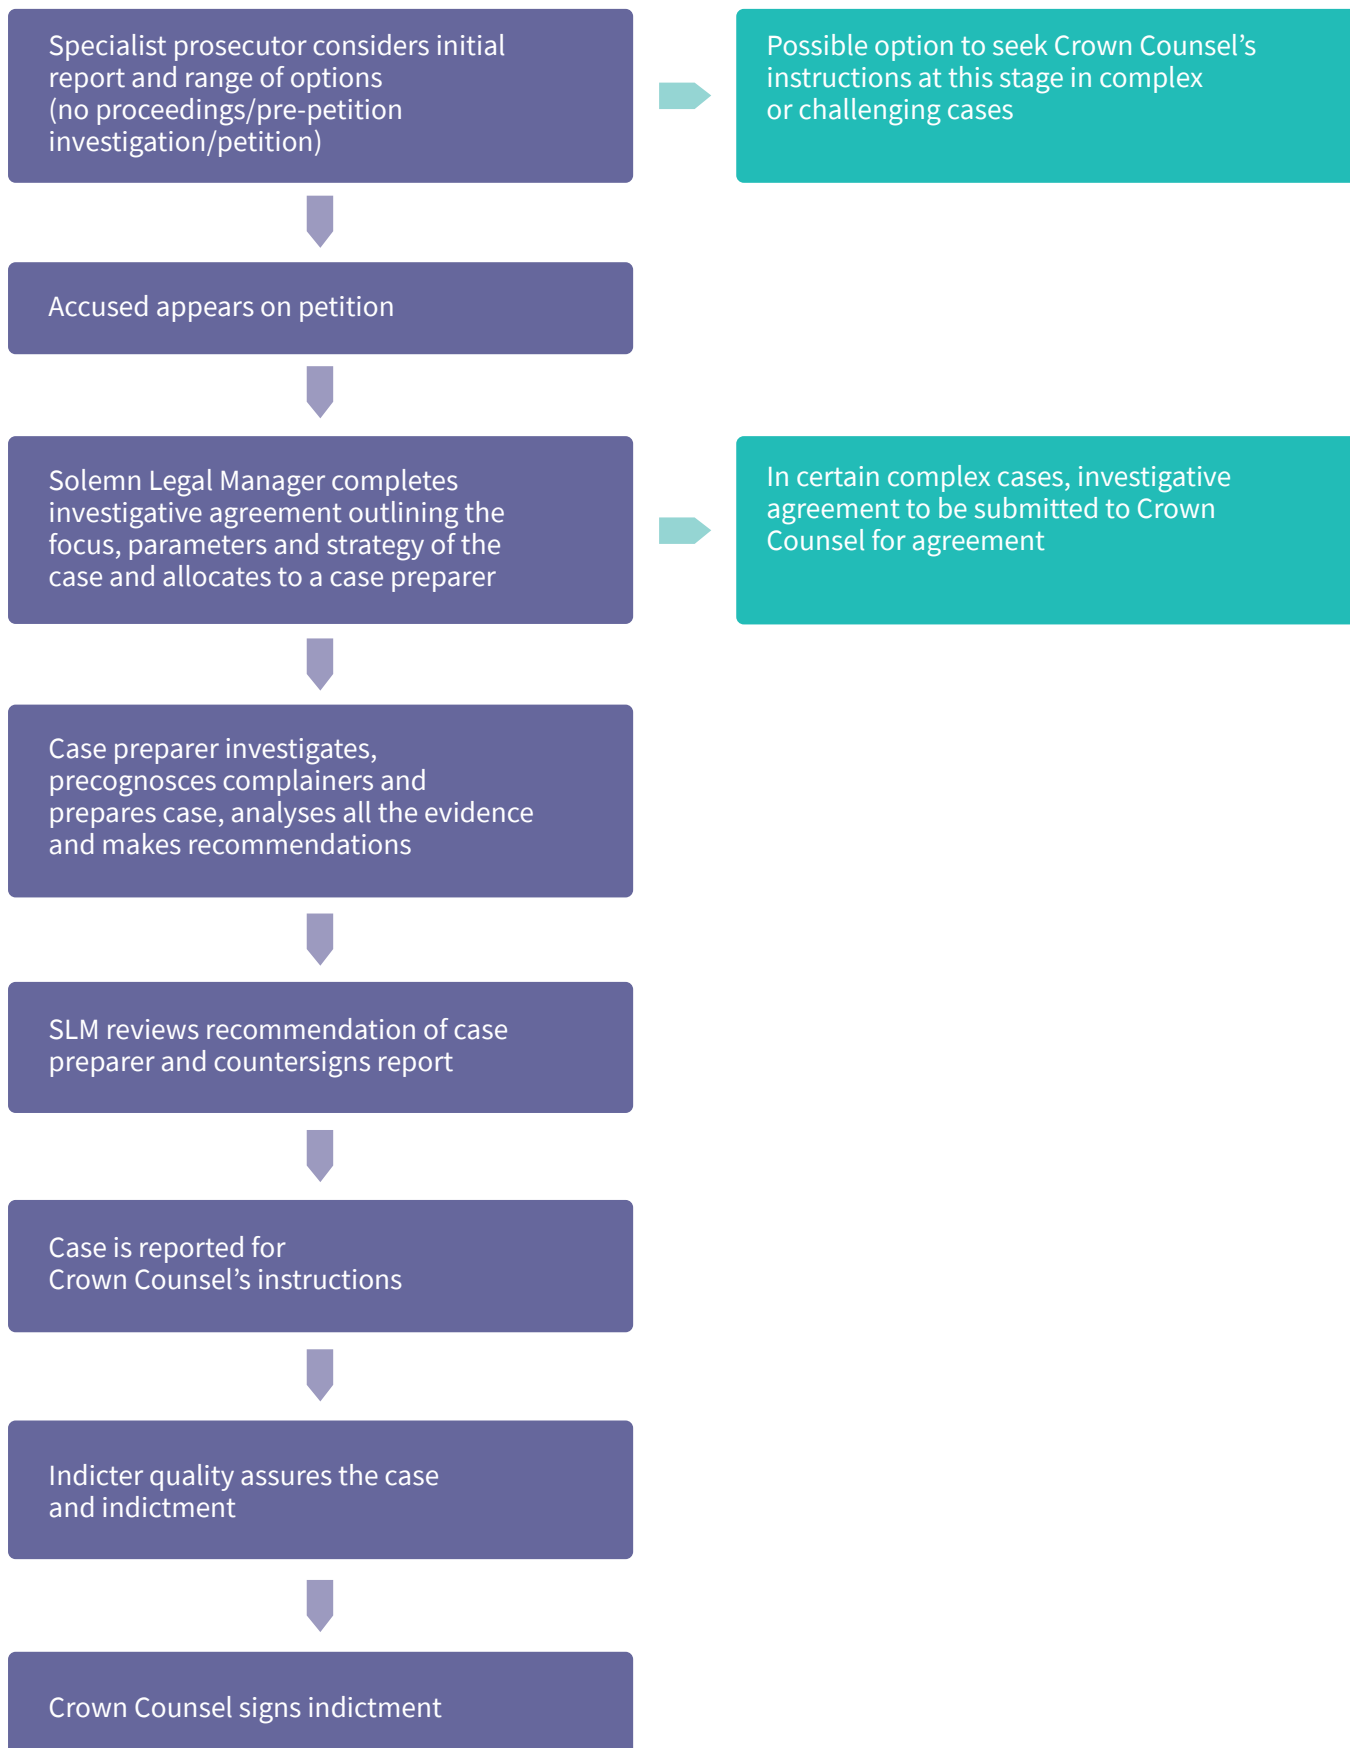 Specialist prosecutor considers initial
report and range of options
(no proceedings/pre-petition
investigation/petition)
Possible option to seek Crown Counsel’s
instructions at this stage in complex
or challenging cases
Accused appears on petition
Solemn Legal Manager completes
investigative agreement outlining the
focus, parameters and strategy of the
case and allocates to a case preparer
In certain complex cases, investigative
agreement to be submitted to Crown
Counsel for agreement
Case preparer investigates,
precognosces complainers and
prepares case, analyses all the evidence
and makes recommendations
SLM reviews recommendation of case
preparer and countersigns report
Case is reported for
Crown Counsel’s instructions
Indicter quality assures the case
and indictment
Crown Counsel signs indictment